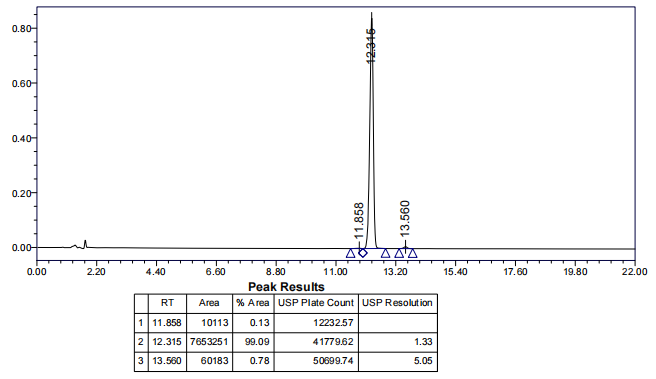 0.80
0.60
0.40
0.20
0.00
12.315
11.858
13.560
0.00 2.20 4.40 6.60 8.80 11.00 13.20 15.40 17.60 19.80 22.00
Peak Results
RT Area % Area USP Plate Count USP Resolution
1 11.858 10113 0.13 12232.57
2 12.315 7653251 99.09 41779.62 1.33
3 13.560 60183 0.78 50699.74 5.05